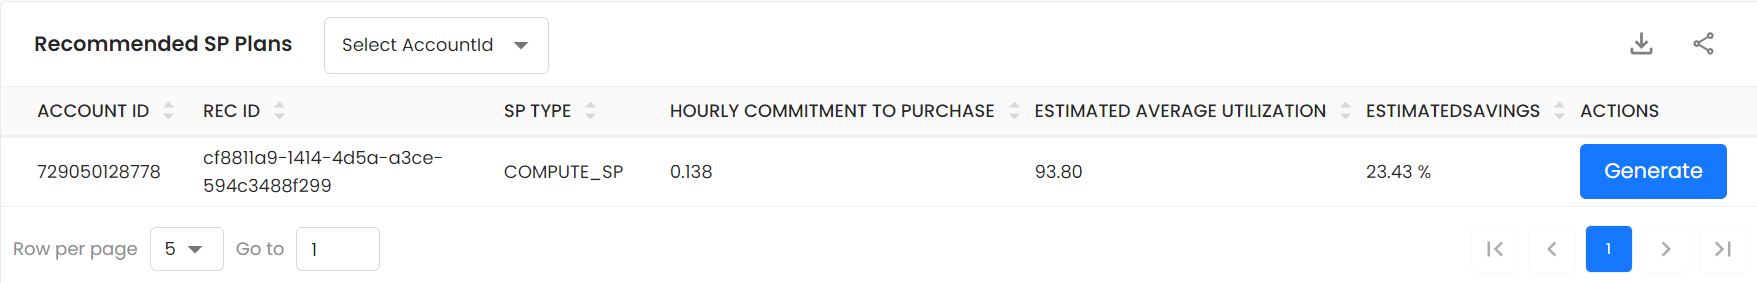 Recommended SP Plans
Select AccountId
ACCOUNT ID
REC ID
SP TYPE
HOURLY COMMITMENT TO PURCHASE
ESTIMATED AVERAGE UTILIZATION
ESTIMATEDSAVINGS
ACTIONS
729050128778
cf8811a9-1414-4d5a-a3ce-
594c3488f299
COMPUTE_SP
0.138
93.80
23.43 %
Generate
Row per page
5
Go to
1
1